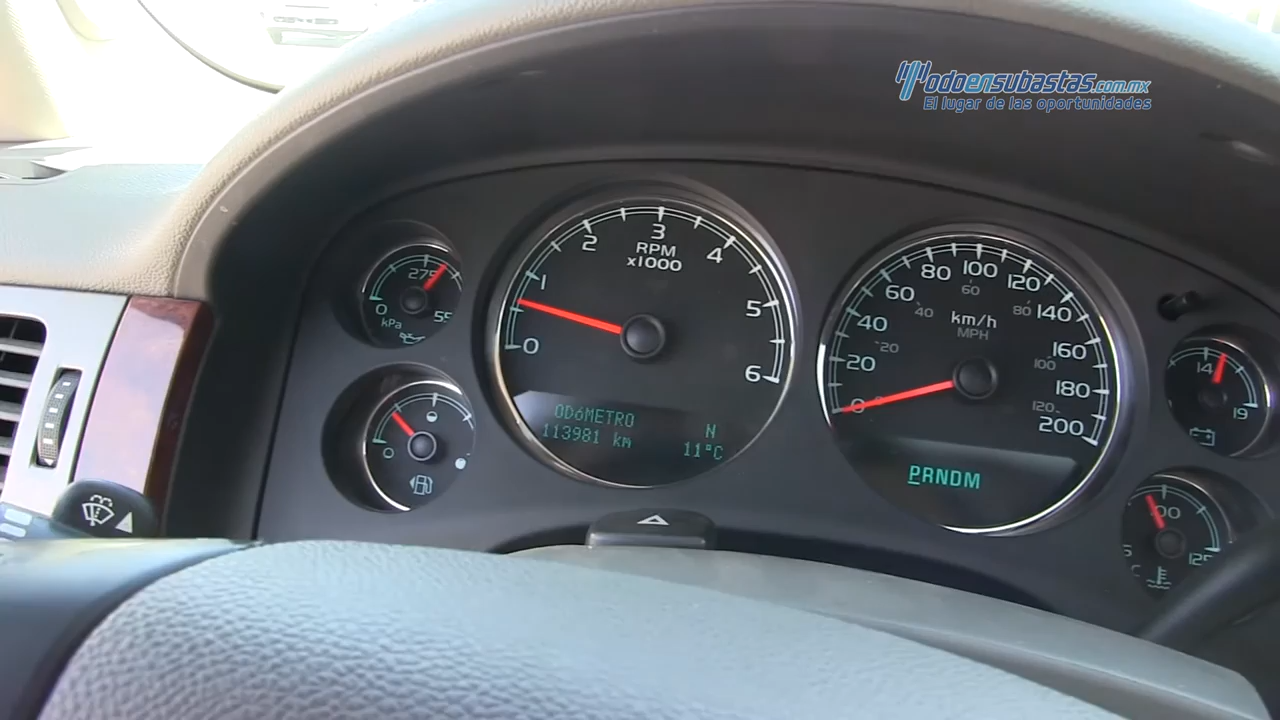 Todoensubastas.com.mx
El lugar de las oportunidades
275
0
55
kPa
0
1
2
3
4
5
6
RPM
x1000
ODÓMETRO
113981 km
N
11°C
0
20
40
60
80
100
120
140
160
180
200
20
40
60
80
100
120
km/h
MPH
PRNDM
14
19
125